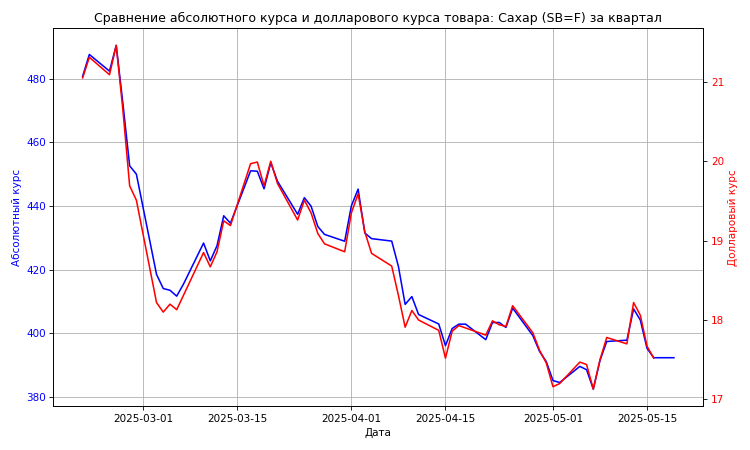 Сравнение абсолютного курса и долларового курса товара: Сахар (SB=F) за квартал
Абсолютный курс
480
460
440
420
400
380
21
20
19
18
17
Долларовый курс
2025-03-01 2025-03-15 2025-04-01 2025-04-15 2025-05-01 2025-05-15
Дата